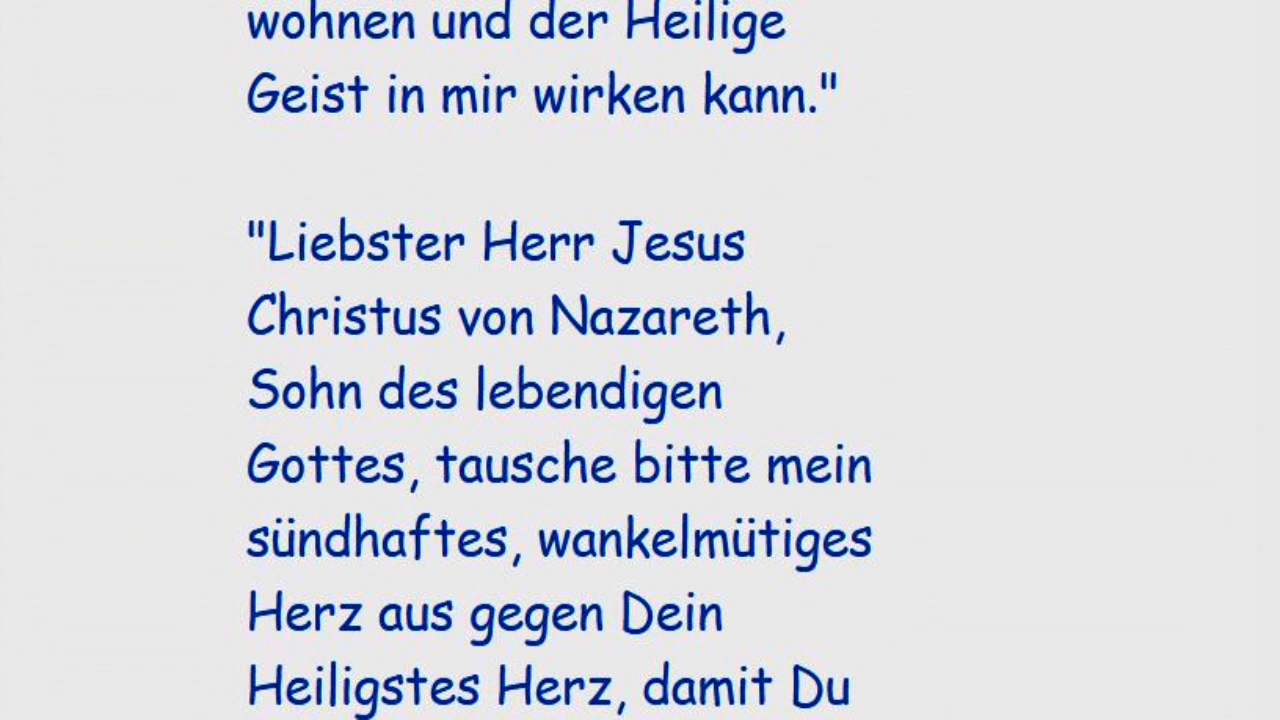 wohnen und der Heilige
Geist in mir wirken kann."
"Liebster Herr Jesus
Christus von Nazareth,
Sohn des lebendigen
Gottes, tausche bitte mein
sündhaftes, wankelmütiges
Herz aus gegen Dein
Heiligstes Herz, damit Du